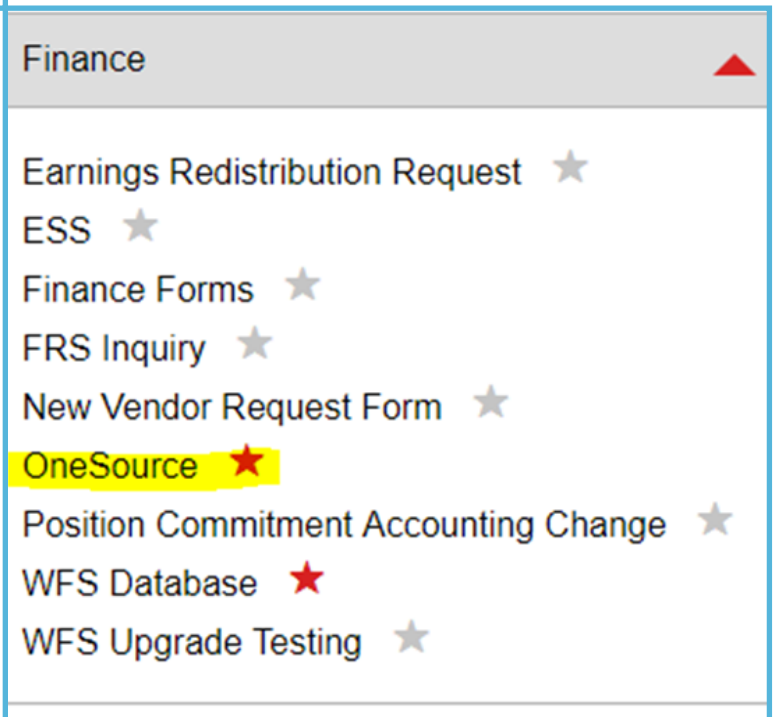 Finance
Earnings Redistribution Request
ESS
Finance Forms
FRS Inquiry
New Vendor Request Form
OneSource
Position Commitment Accounting Change
WFS Database
WFS Upgrade Testing